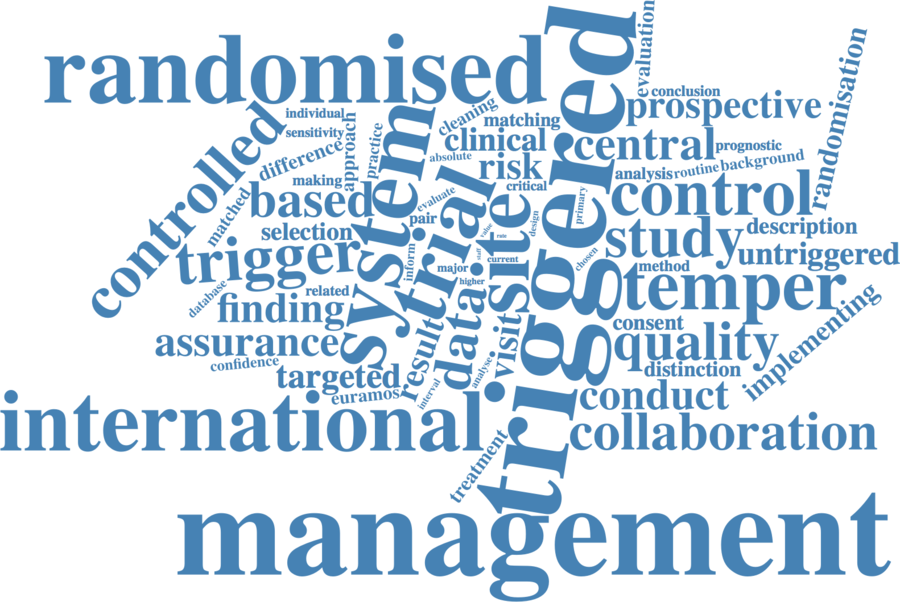 randomised
triggered
evaluation
conclusion
prospective
randomisation
controlled
individual
sensitivity
approach
practice
cleaning
matching
clinical
central
prognostic
difference
absolute
risk
analysis
routine
background
system
making
critical
matched
based
evaluate
primary
control
trial
pair
site
design
selection
value
rate
study
description
trigger
inform
staff
current
chosen
untriggered
major
method
database
related
higher
temper
finding
data
result
visit
consent
implementing
assurance
quality
confidence
targeted
analyse
distinction
euramos
interval
conduct
international
collaboration
treatment
management